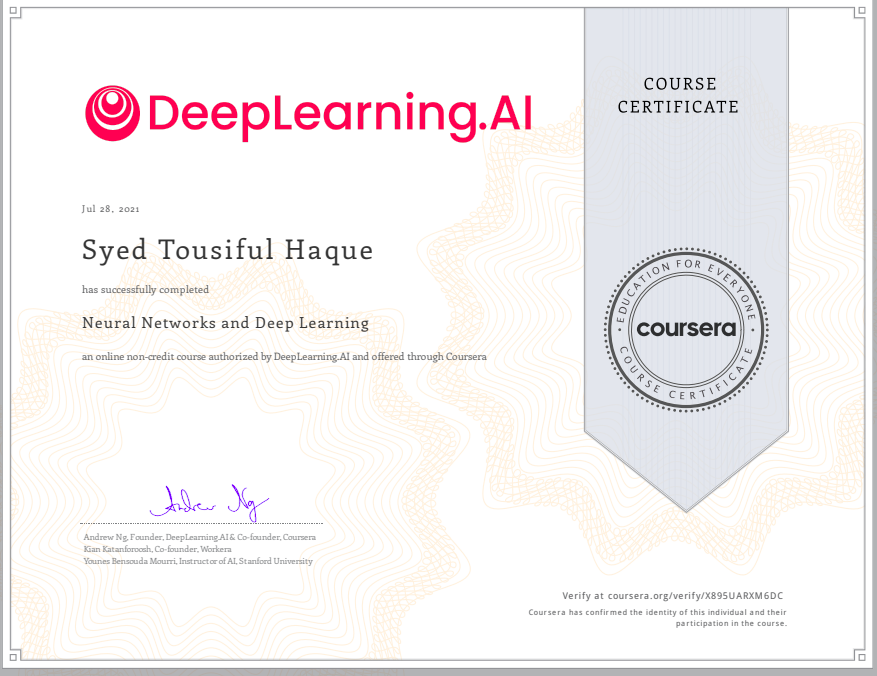 DeepLearning.AI
COURSE
CERTIFICATE
Jul 28, 2021
Syed Tousiful Haque
has successfully completed
Neural Networks and Deep Learning
an online non-credit course authorized by DeepLearning.AI and offered through Coursera
EDUCATION FOR EVERYONE
coursera
COURSE CERTIFICATE
Andrew Ng
Andrew Ng, Founder, DeepLearning.AI & Co-founder, Coursera
Kian Katanforoosh, Co-founder, Workera
Younes Bensouda Mourri, Instructor of AI, Stanford University
Verify at coursera.org/verify/X895UARXM6DC
Coursera has confirmed the identity of this individual and their
participation in the course.